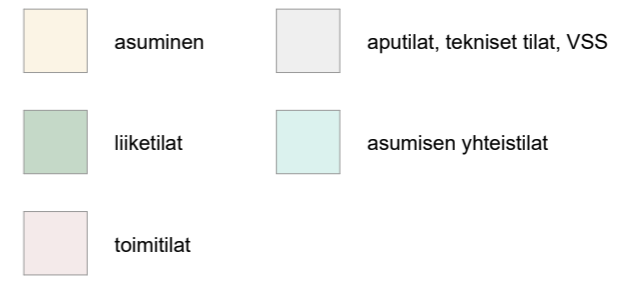 asuminen
aputilat, tekniset tilat, VSS
liiketilat
asumisen yhteistilat
toimitilat